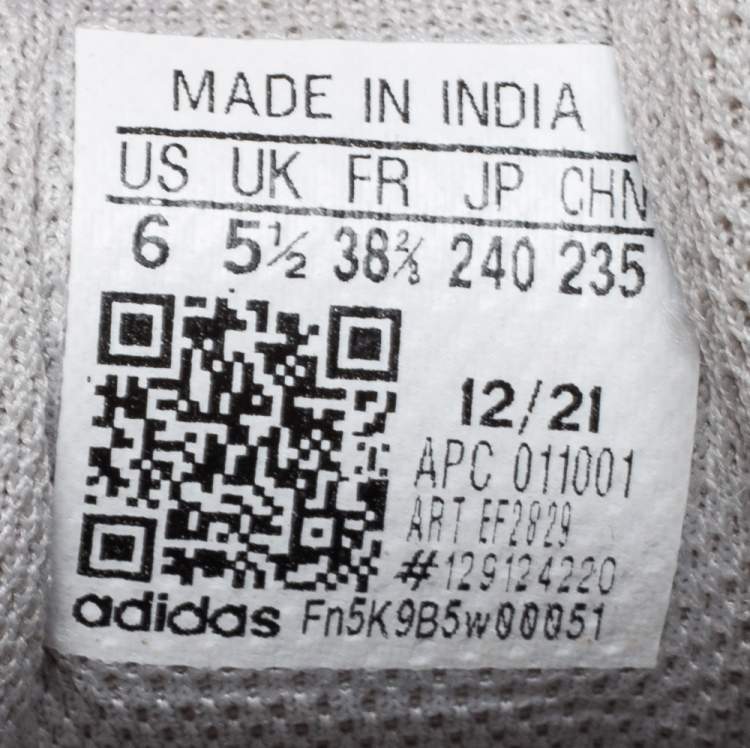 MADE IN INDIA
US UK FR JP CHN
6 5½ 38⅔ 240 235
12/21
APC 011001
ART EF2829
#129124220
adidas Fn5K9B5w00051